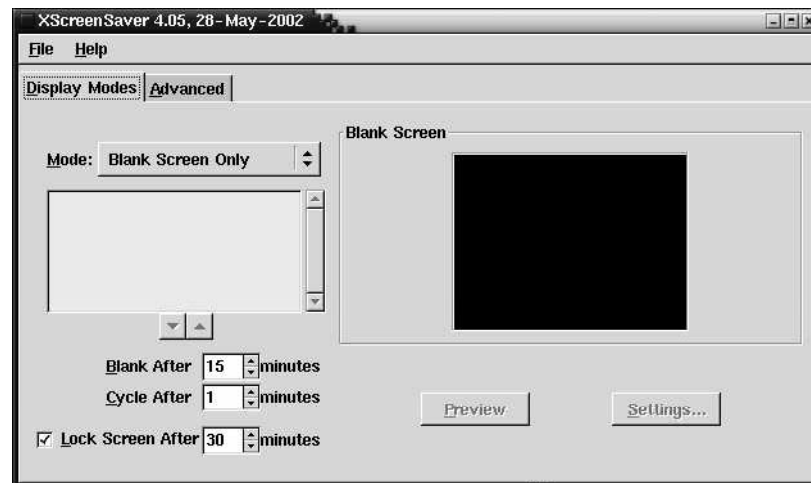 XScreenSaver 4.05, 28-May-2002
File Help
Display Modes Advanced
Mode: Blank Screen Only
Blank Screen
Blank After 15 minutes
Cycle After 1 minutes
Lock Screen After 30 minutes
Preview Settings...